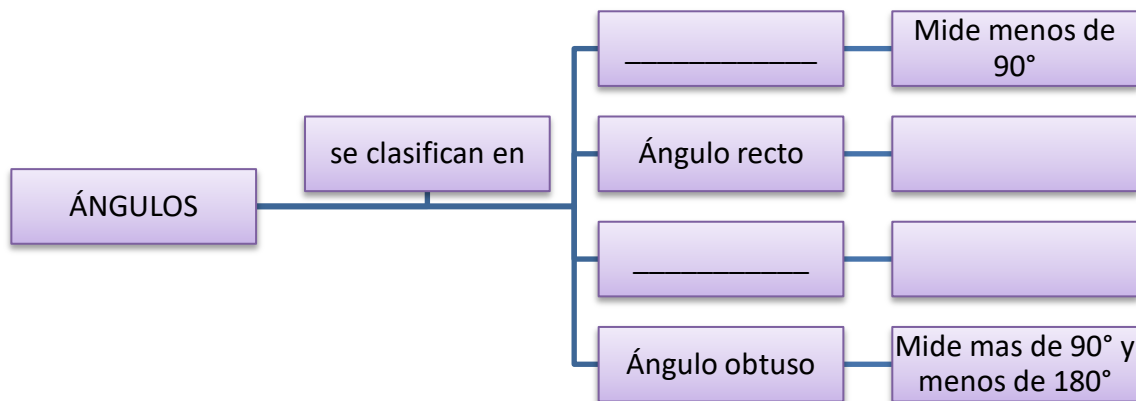 ____________
Mide menos de
90°
se clasifican en
Ángulo recto
ÁNGULOS
___________
Ángulo obtuso
Mide mas de 90° y
menos de 180°